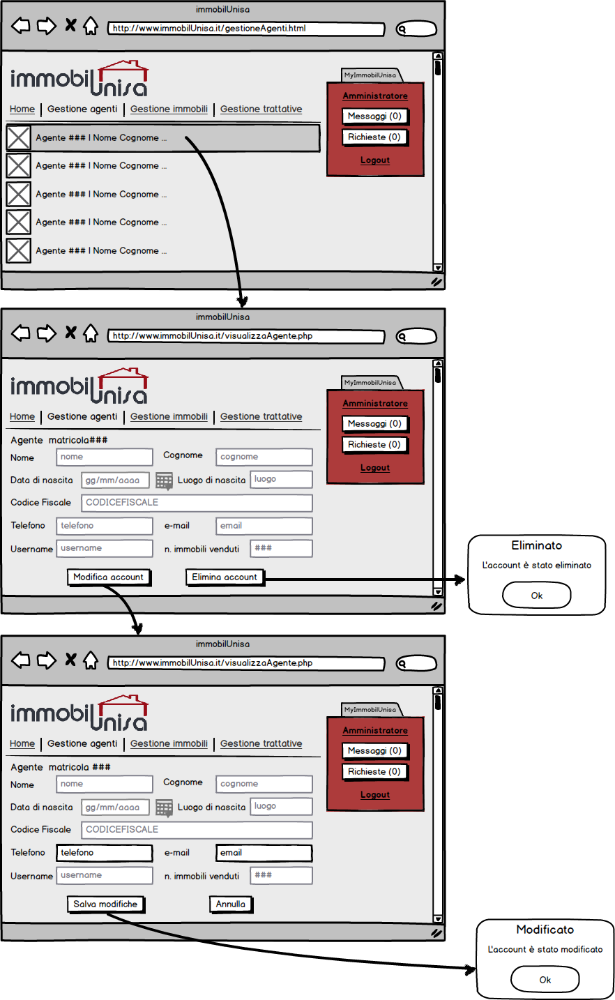 immobilUnisa
http://www.immobilUnisa.it/gestioneAgenti.html
immobilUnisa
MyImmobilUnisa
Amministratore
Messaggi (0)
Richieste (0)
Logout
Home Gestione agenti Gestione immobili Gestione trattative
Agente ### | Nome Cognome ...
Agente ### | Nome Cognome ...
Agente ### | Nome Cognome ...
Agente ### | Nome Cognome ...
Agente ### | Nome Cognome ...
immobilUnisa
http://www.immobilUnisa.it/visualizzaAgente.php
immobilUnisa
MyImmobilUnisa
Amministratore
Messaggi (0)
Richieste (0)
Logout
Home Gestione agenti Gestione immobili Gestione trattative
Agente matricola###
Nome nome Cognome cognome
Data di nascita gg/mm/aaaa Luogo di nascita luogo
Codice Fiscale CODICEFISCALE
Telefono telefono e-mail email
Username username n. immobili venduti ###
Modifica account Elimina account
Eliminato
L'account è stato eliminato
Ok
immobilUnisa
http://www.immobilUnisa.it/visualizzaAgente.php
immobilUnisa
MyImmobilUnisa
Amministratore
Messaggi (0)
Richieste (0)
Logout
Home Gestione agenti Gestione immobili Gestione trattative
Agente matricola ###
Nome nome Cognome cognome
Data di nascita gg/mm/aaaa Luogo di nascita luogo
Codice Fiscale CODICEFISCALE
Telefono telefono e-mail email
Username username n. immobili venduti ###
Salva modifiche Annulla
Modificato
L'account è stato modificato
Ok